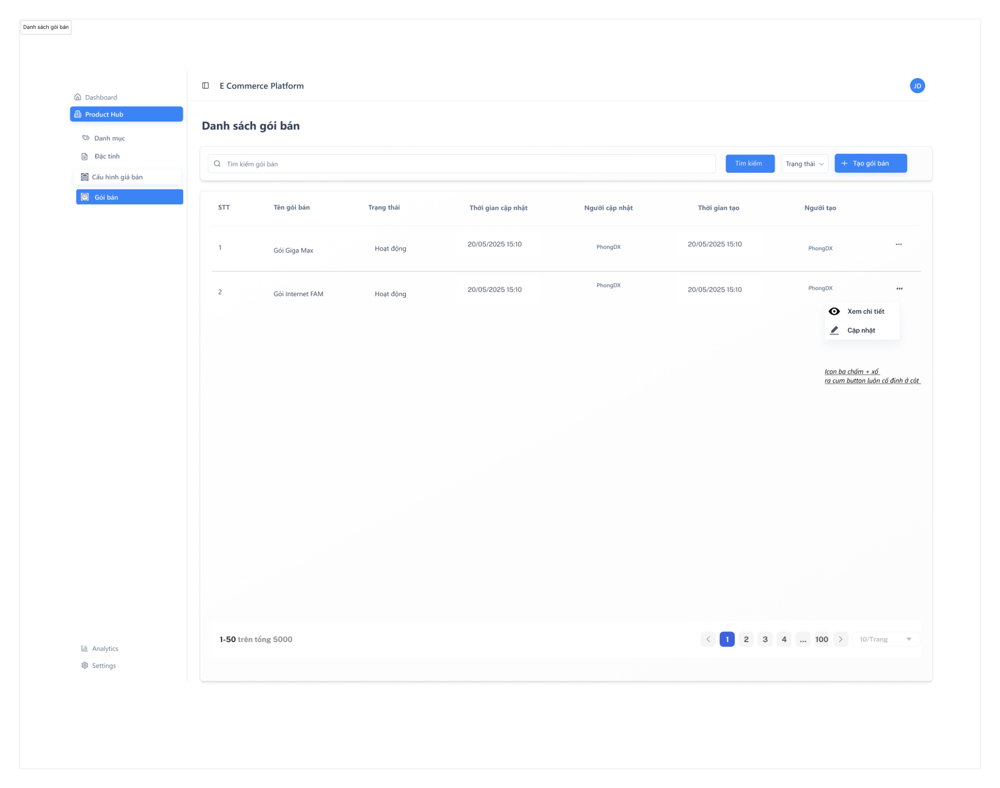 Danh sách gói bán
E Commerce Platform
JD
Dashboard
Product Hub
Danh mục
Đặc tính
Cấu hình giá bán
Gói bán
Danh sách gói bán
Tìm kiếm gói bán
Tìm kiếm
Trạng thái
Tạo gói bán
STT Tên gói bán Trạng thái Thời gian cập nhật Người cập nhật Thời gian tạo Người tạo
1 Gói Giga Max Hoạt động 20/05/2025 15:10 PhongDX 20/05/2025 15:10 PhongDX ...
2 Gói Internet FAM Hoạt động 20/05/2025 15:10 PhongDX 20/05/2025 15:10 PhongDX ...
Xem chi tiết
Cập nhật
Icon ba chấm + xổ
ra cụm button luôn cố định ở cột
1-50 trên tổng 5000
1 2 3 4 ... 100
10/Trang
Analytics
Settings